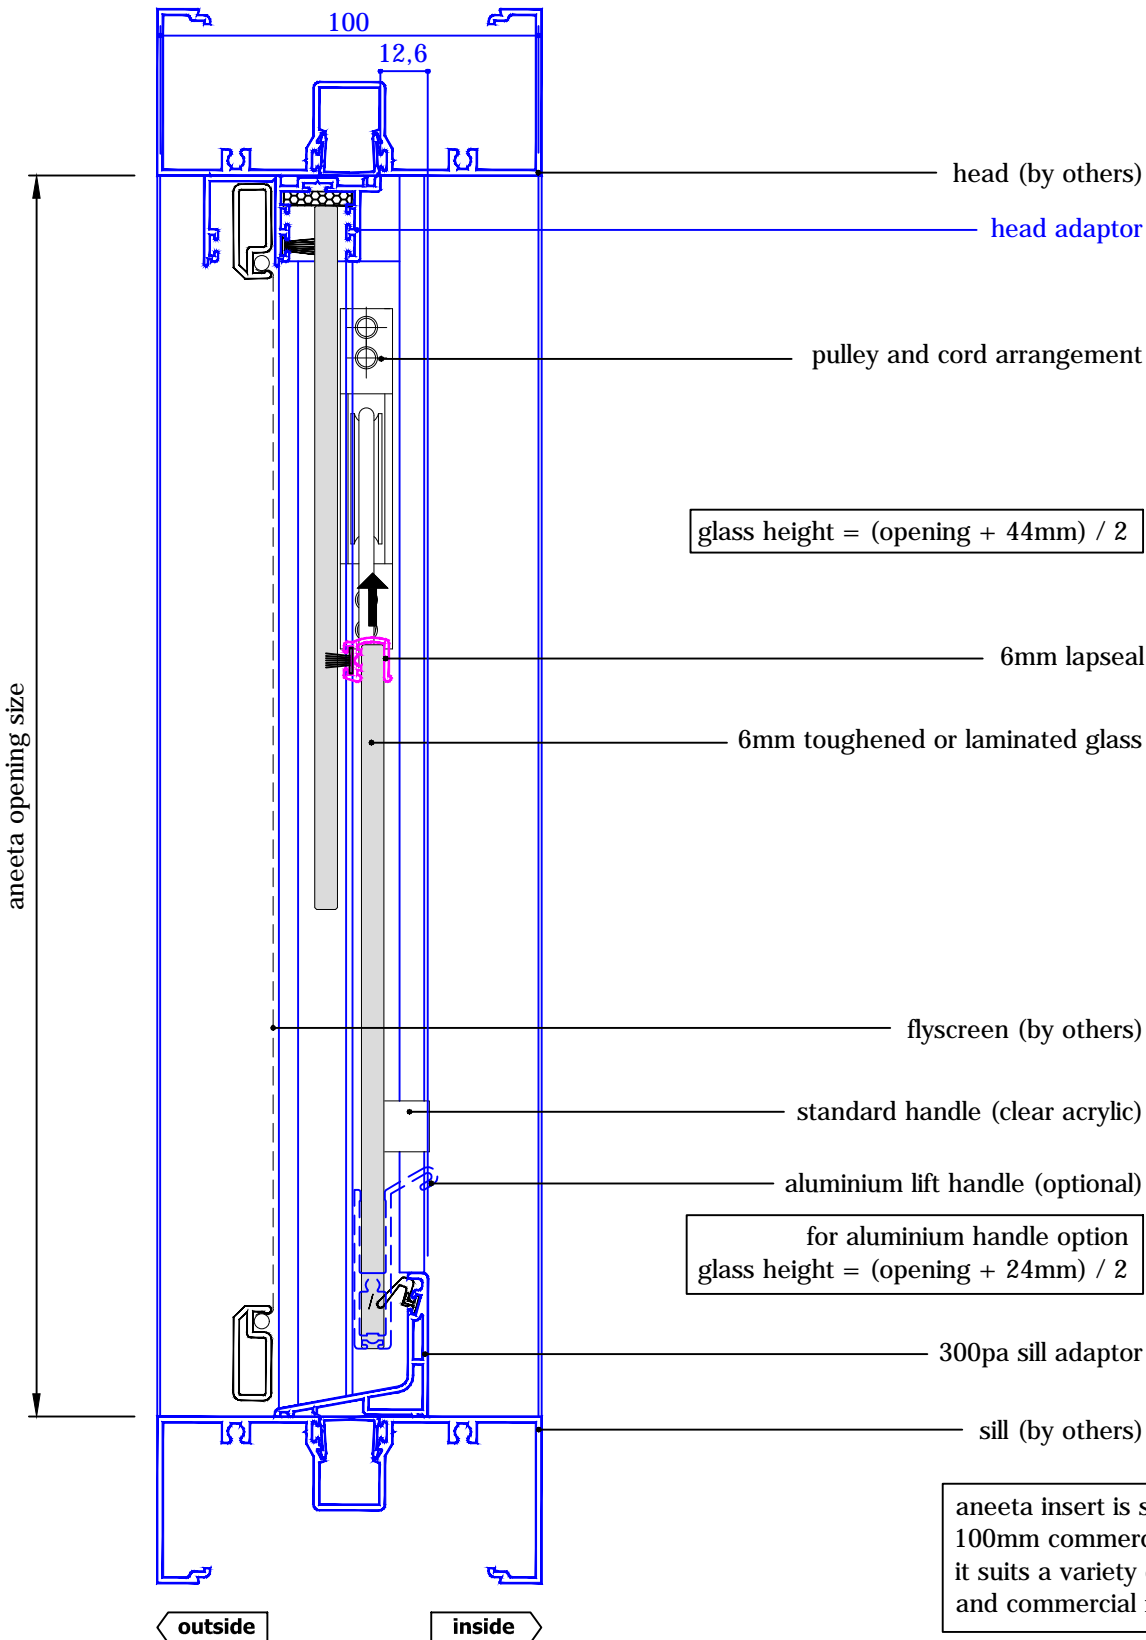 100
12,6
head (by others)
head adaptor
pulley and cord arrangement
glass height = (opening + 44mm) / 2
6mm lapseal
6mm toughened or laminated glass
aneeta opening size
flyscreen (by others)
standard handle (clear acrylic)
aluminium lift handle (optional)
for aluminium handle option
glass height = (opening + 24mm) / 2
300pa sill adaptor
sill (by others)
aneeta insert is
100mm
it suits a variety
and commercial
outside
inside